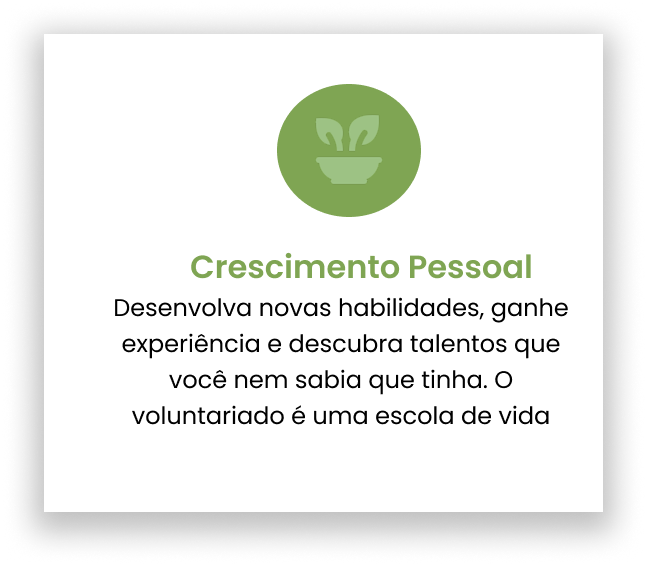 Crescimento Pessoal
Desenvolva novas habilidades, ganhe
experiência e descubra talentos que
você nem sabia que tinha. O
voluntariado é uma escola de vida